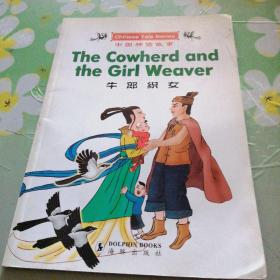 Chinese Tale Series
中国神话故事
The Cowherd and
the Girl Weaver
牛郎织女
DOLPHIN BOOKS
海豚出版社